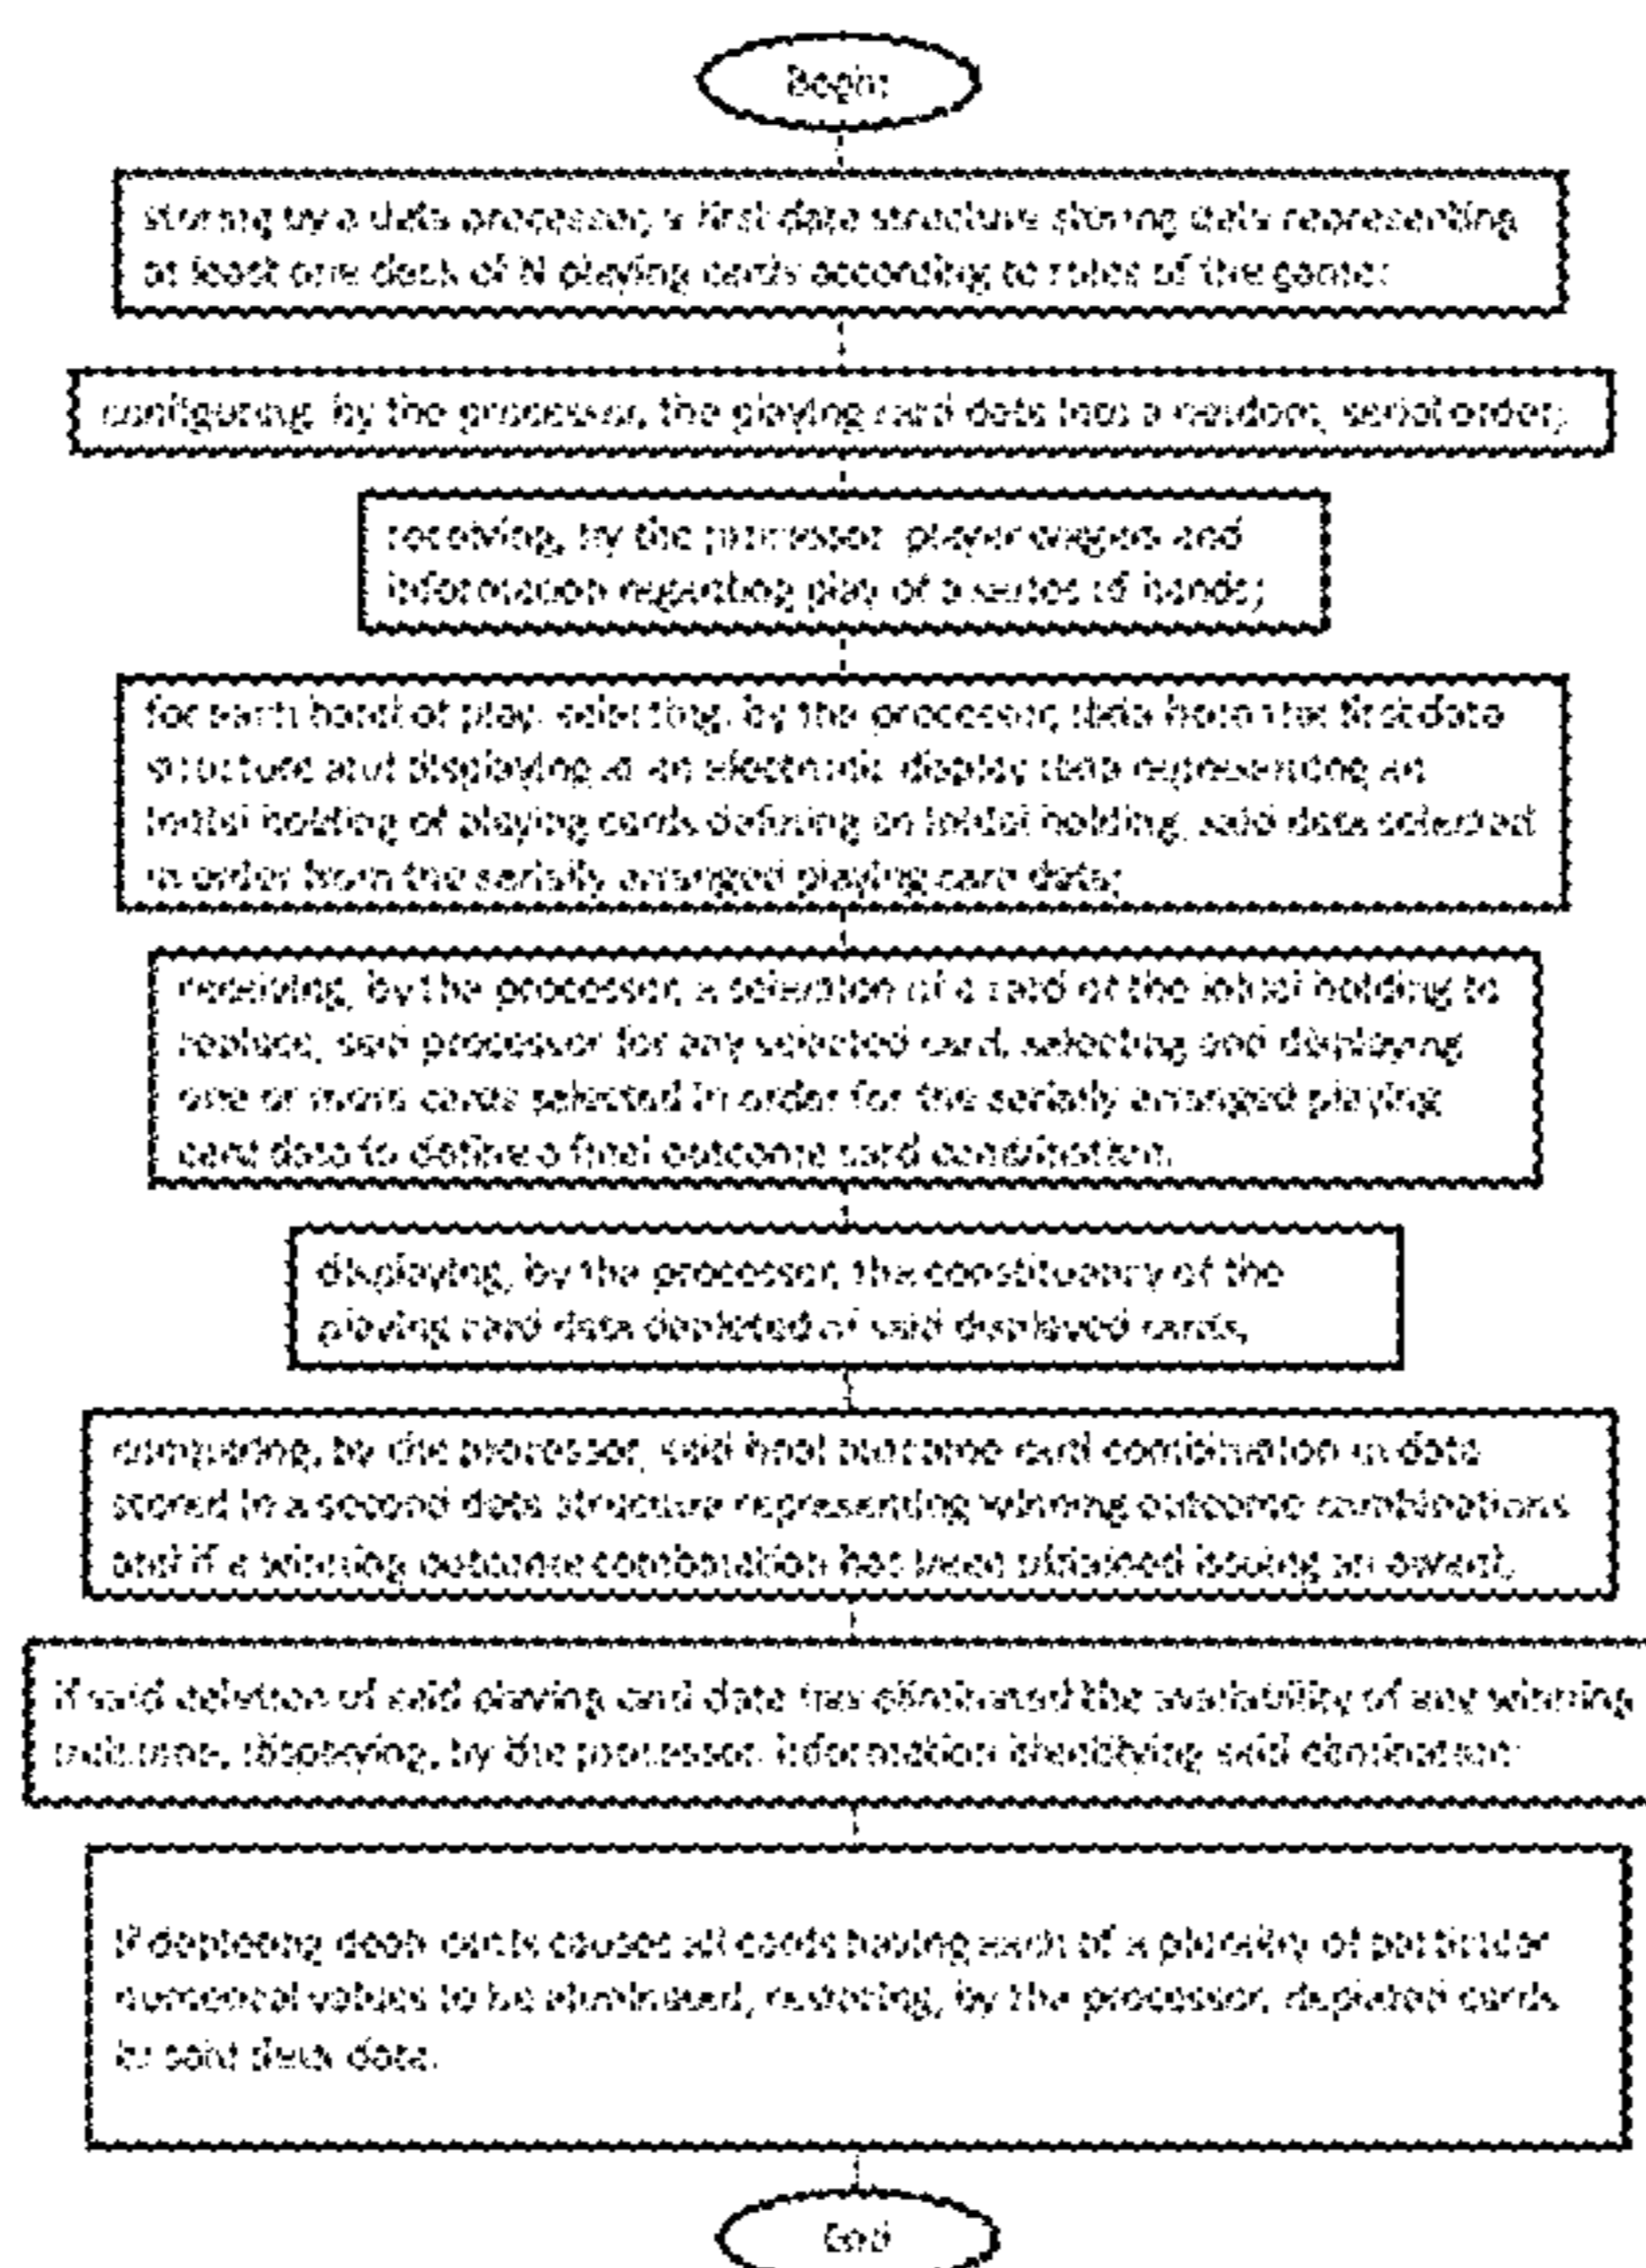 Begin
storing by a data processor, a first data structure storing data representing
at least one deck of N playing cards according to rules of the game;
configuring, by the processor, the playing card data into a random, serial order;
receiving, by the processor, player wagers and
information regarding play of a series of hands;
for each hand of play, selecting, by the processor, data from the first data
structure and displaying at an electronic display data representing an
initial holding of playing cards defining an initial holding, said data selected
in order from the serially arranged playing card data;
receiving, by the processor, a selection of a card of the initial holding to
replace, said processor for any selected card, selecting and displaying
one or more cards selected in order for the serially arranged playing
card data to define a final outcome card combination,
displaying, by the processor, the constituency of the
playing card data depleted of said displayed cards,
comparing, by the processor, said final outcome card combination to data
stored in a second data structure representing winning outcome combinations
and if a winning outcome combination has been obtained issuing an award,
if said deletion of said playing card data has eliminated the availability of any winning
outcomes, displaying, by the processor, information identifying said elimination;
if depleting deck cards causes all cards having each of a plurality of particular
numerical values to be eliminated, restoring, by the processor, depleted cards
to said deck data.
End